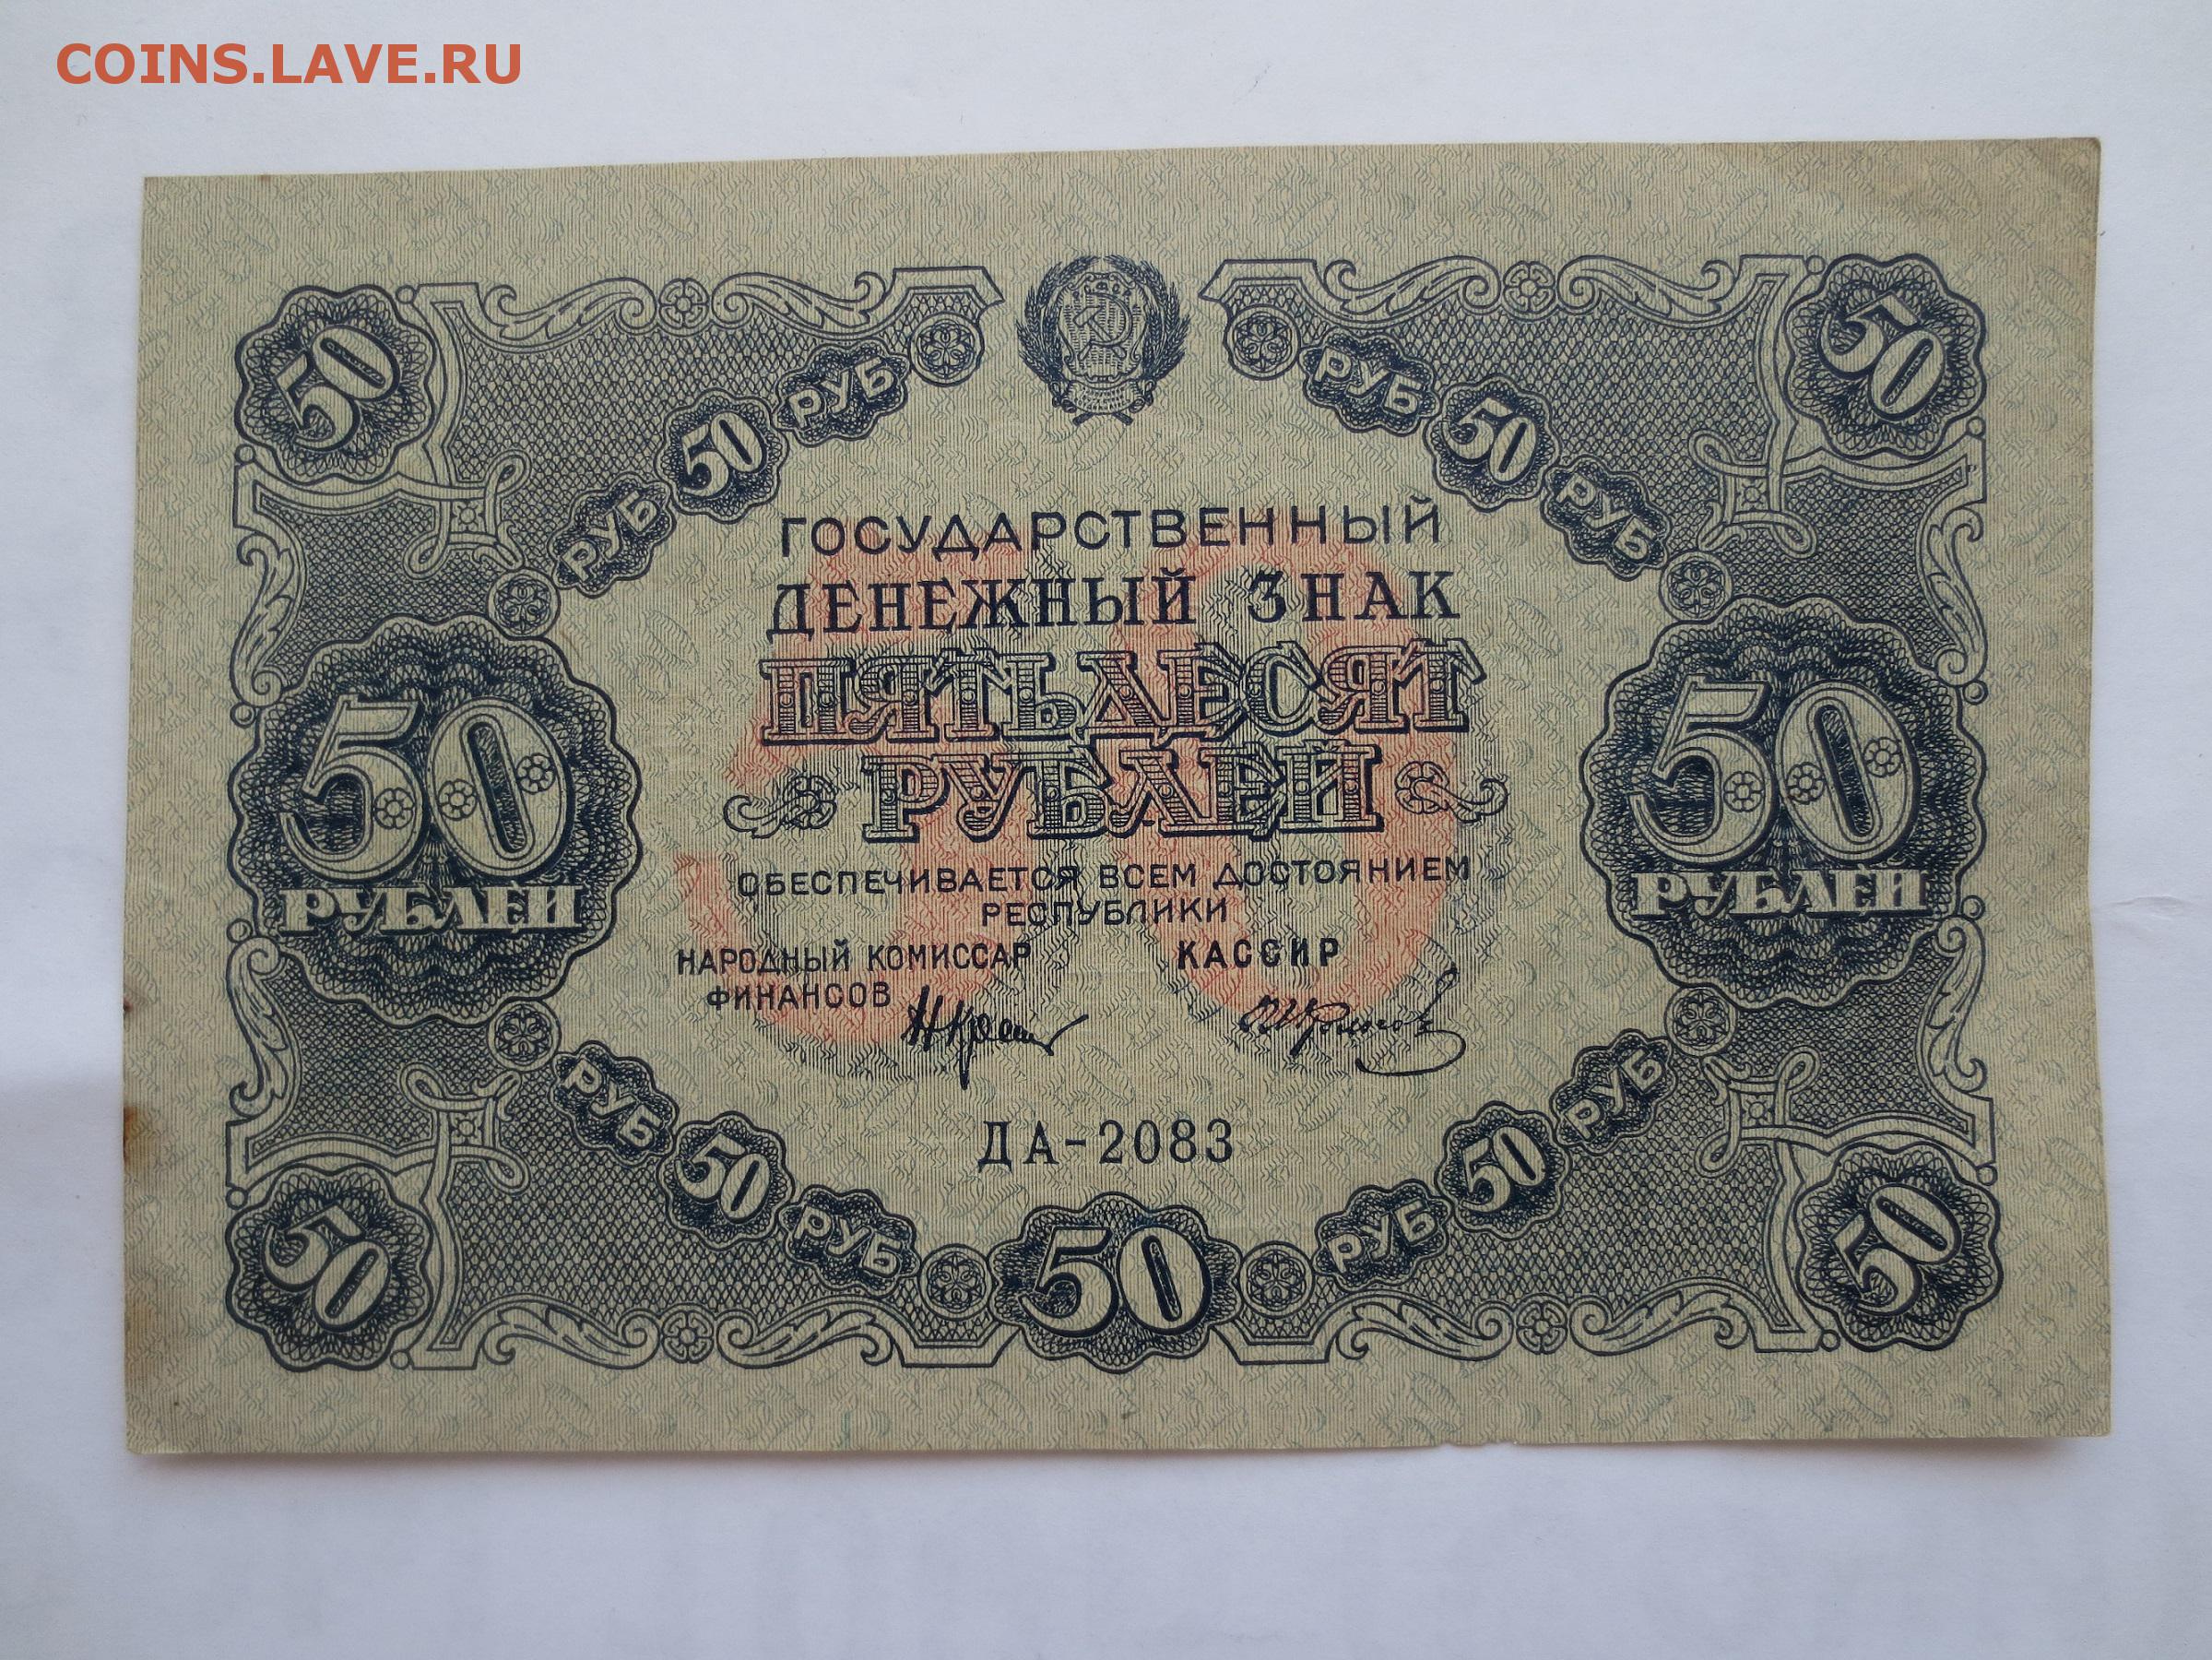 COINS.LAVE.RU
50
РУБ 50 РУБ
РУБ 50 РУБ
50
ГОСУДАРСТВЕННЫЙ
ДЕНЕЖНЫЙ ЗНАК
ПЯТЬДЕСЯТ
РУБЛЕЙ
50
РУБЛЕЙ
50
РУБЛЕЙ
ОБЕСПЕЧИВАЕТСЯ ВСЕМ ДОСТОЯНИЕМ
РЕСПУБЛИКИ
НАРОДНЫЙ КОМИССАР
ФИНАНСОВ
КАССИР
ДА-2083
50
РУБ 50 РУБ
50
РУБ 50 РУБ
50